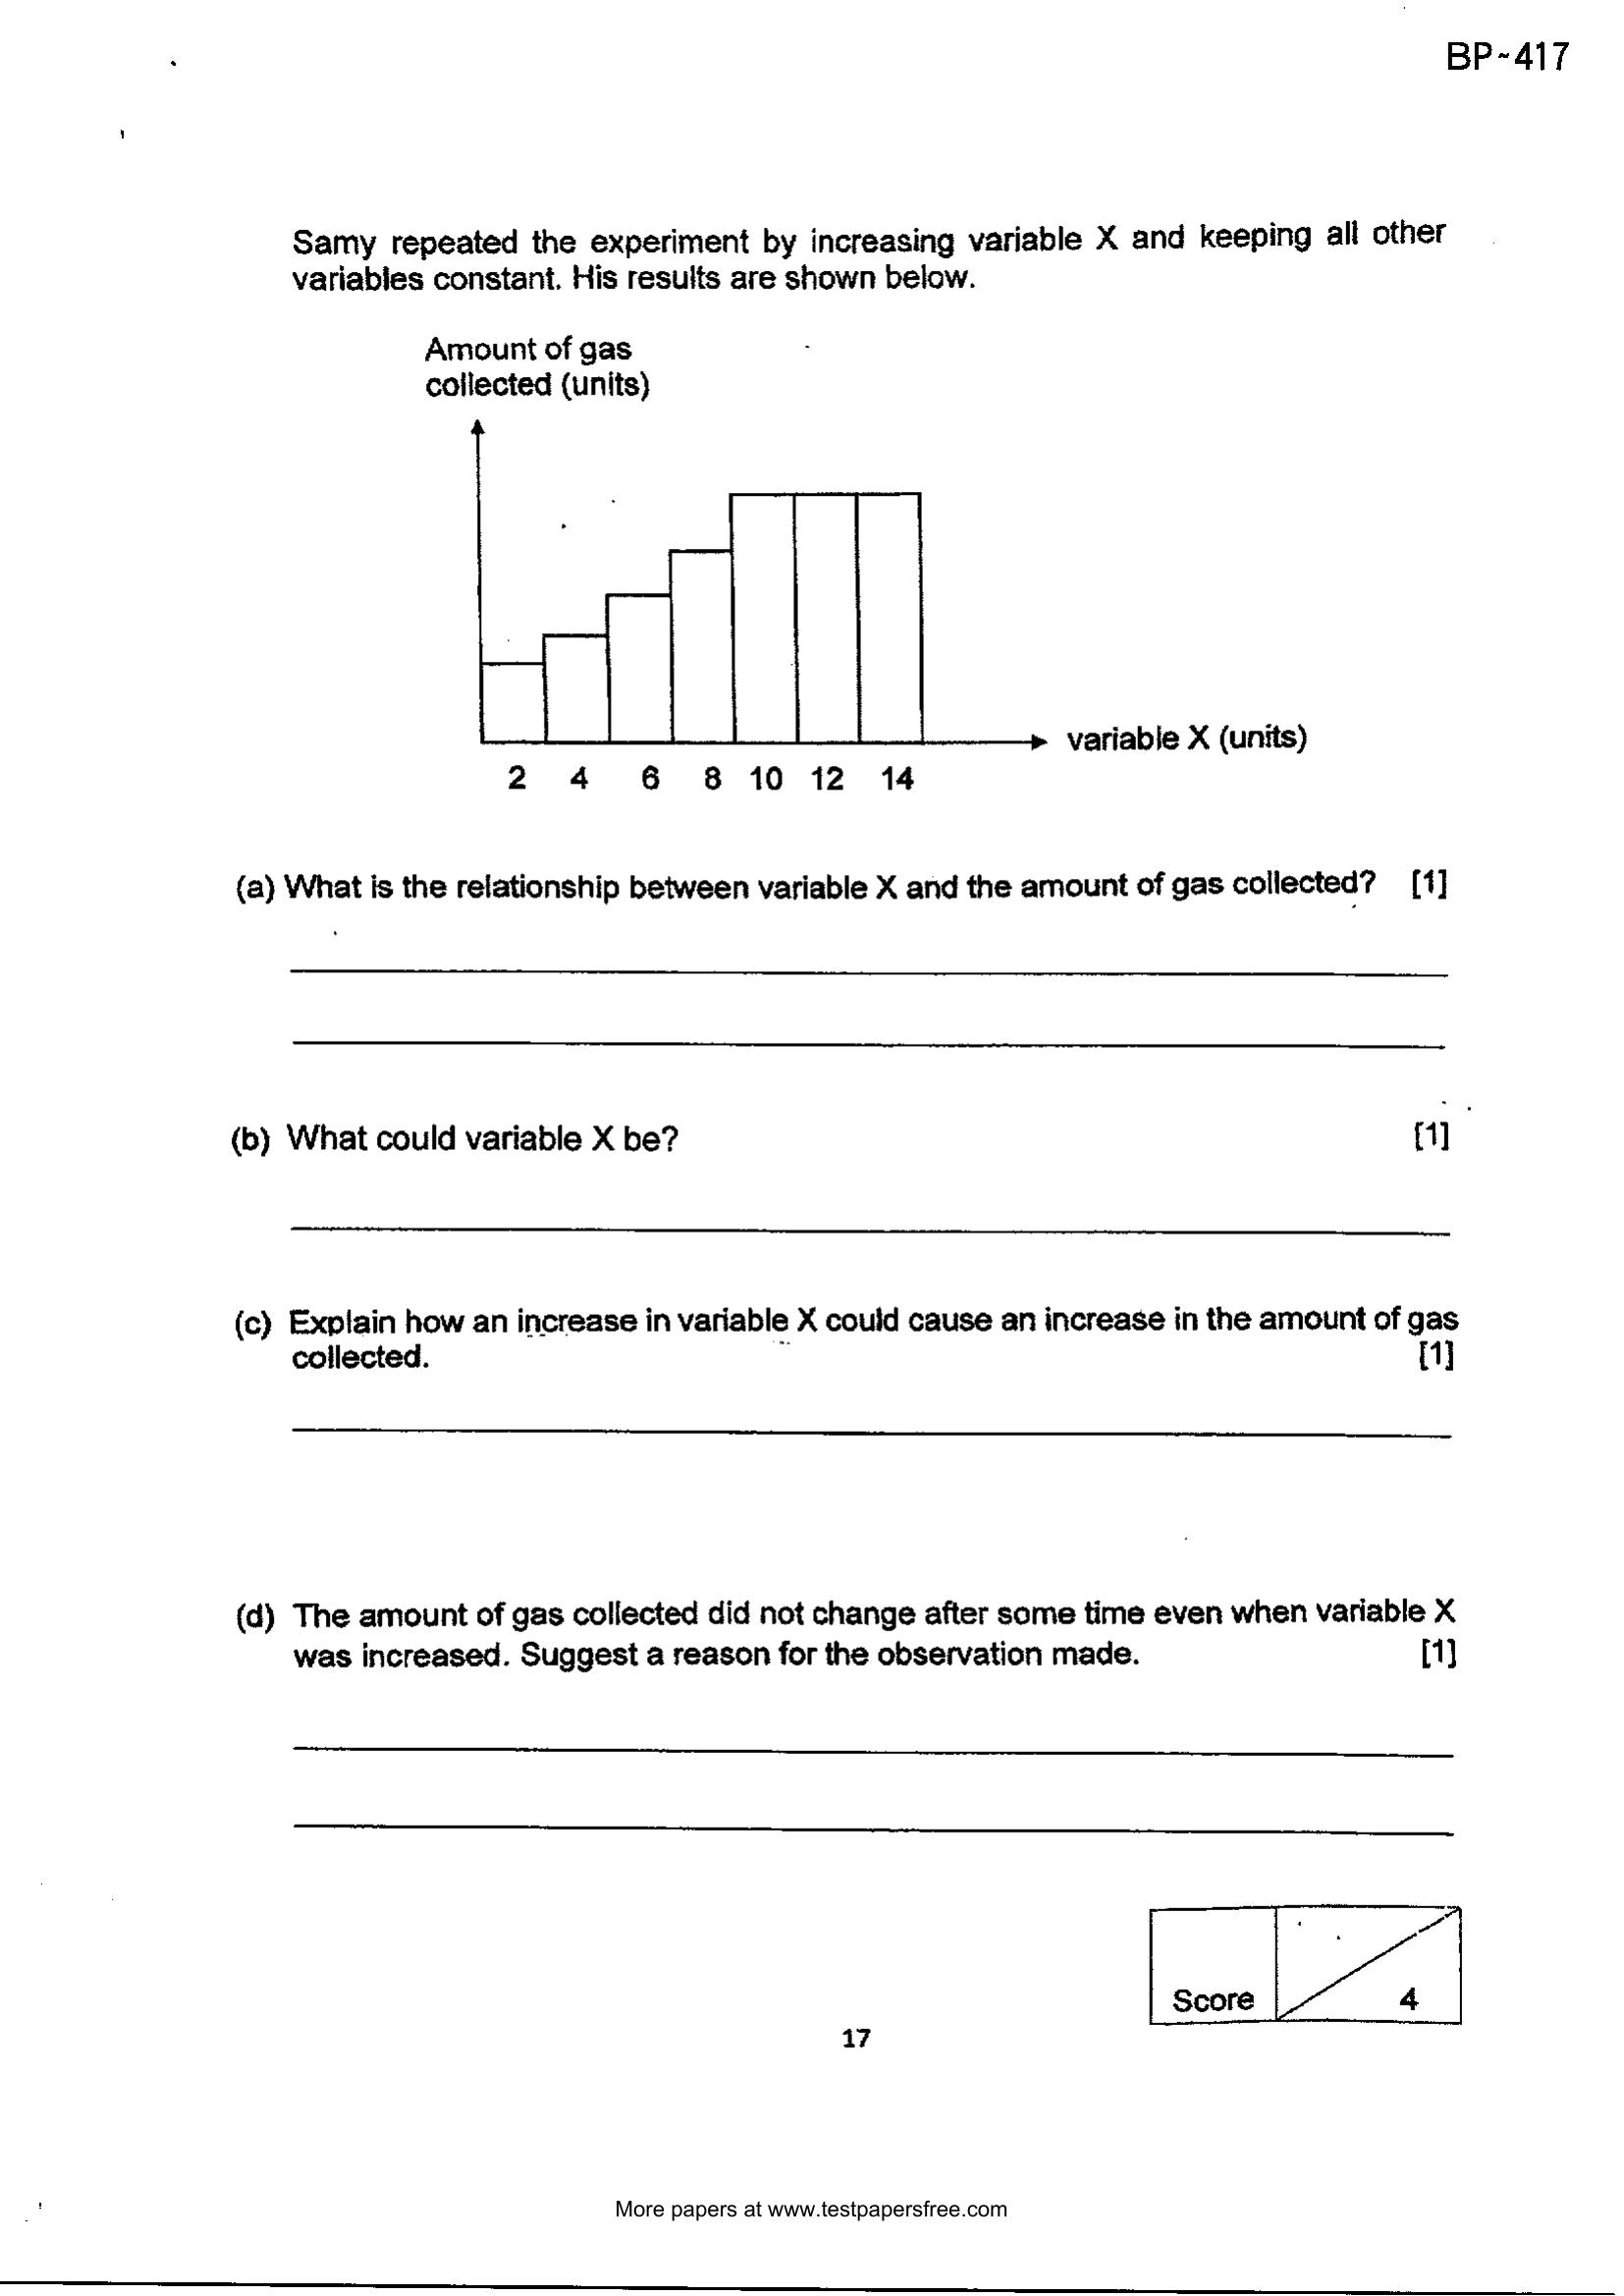 BP~417
Samy repeated the experiment by increasing variable X and keeping all other
variables constant. His results are shown below.
Amount of gas
collected (units)
variable X (units)
2 4 6 8 10 12 14
(a) What is the relationship between variable X and the amount of gas collected? [1]
(b) What could variable X be? [1]
(c) Explain how an increase in variable X could cause an increase in the amount of gas
collected. [1]
(d) The amount of gas collected did not change after some time even when variable X
was increased. Suggest a reason for the observation made. [1]
Score 4
17
More papers at www.testpapersfree.com